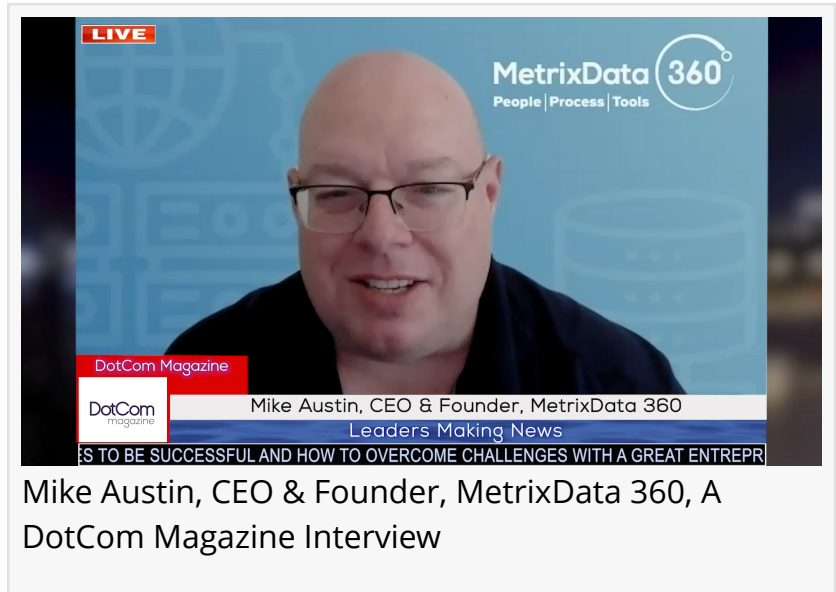 LIVE
MetrixData 360
People|Process|Tools
DotCom Magazine
DotCom
magazine
Mike Austin, CEO & Founder, MetrixData 360
Leaders Making News
ES TO BE SUCCESSFUL AND HOW TO OVERCOME CHALLENGES WITH A GREAT ENTREPR
Mike Austin, CEO & Founder, MetrixData 360, A
DotCom Magazine Interview